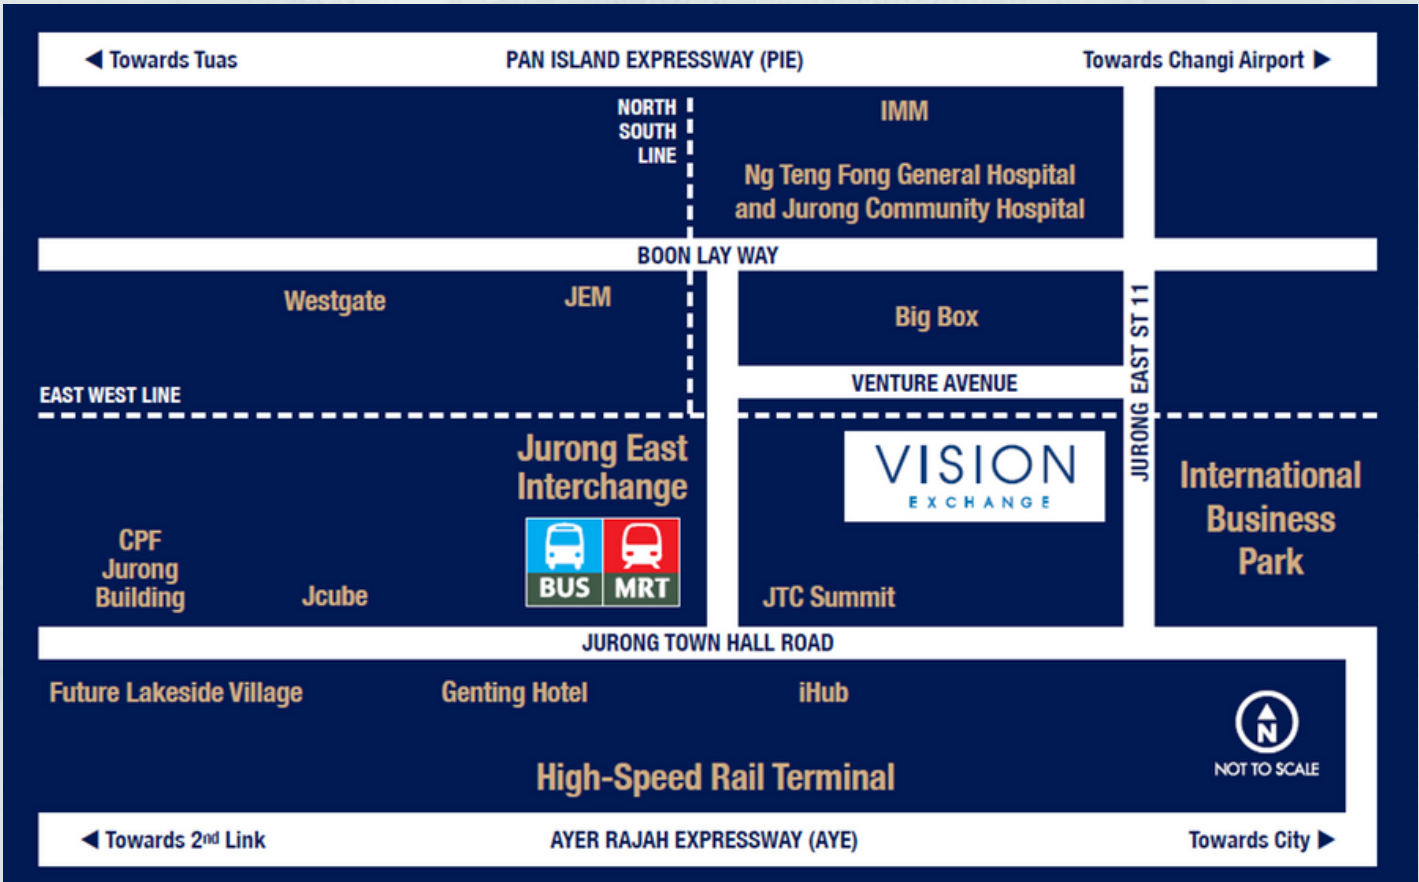 Towards Tuas
PAN ISLAND EXPRESSWAY (PIE)
Towards Changi Airport
NORTH
SOUTH
LINE
IMM
Ng Teng Fong General Hospital
and Jurong Community Hospital
BOON LAY WAY
Westgate
JEM
Big Box
JURONG EAST ST 11
VENTURE AVENUE
EAST WEST LINE
Jurong East
Interchange
BUS
MRT
VISION
EXCHANGE
International
Business
Park
CPF
Jurong
Building
Jcube
JTC Summit
JURONG TOWN HALL ROAD
Future Lakeside Village
Genting Hotel
iHub
N
NOT TO SCALE
High-Speed Rail Terminal
Towards 2nd Link
AYER RAJAH EXPRESSWAY (AYE)
Towards City